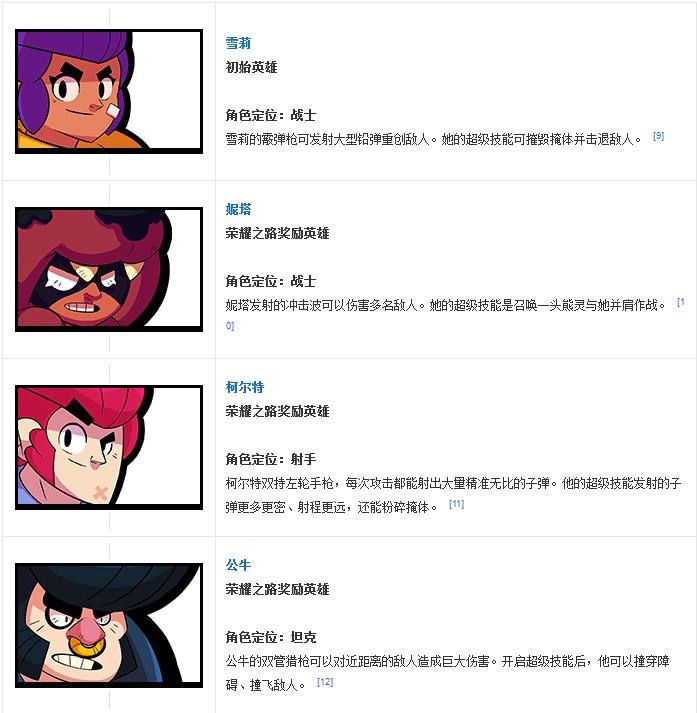 雪莉
初始英雄
角色定位：战士
雪莉的霰弹枪可发射大型铅弹重创敌人。她的超级技能可摧毁掩体并击退敌人。 [9]
妮塔
荣耀之路奖励英雄
角色定位：战士
妮塔发射的冲击波可以伤害多名敌人。她的超级技能是召唤一头熊灵与她并肩作战。 [1
0]
柯尔特
荣耀之路奖励英雄
角色定位：射手
柯尔特双持左轮手枪，每次攻击都能射出大量精准无比的子弹。他的超级技能发射的子
弹更多更密、射程更远，还能粉碎掩体。 [11]
公牛
荣耀之路奖励英雄
角色定位：坦克
公牛的双管猎枪可以对近距离的敌人造成巨大伤害。开启超级技能后，他可以撞穿障
碍、撞飞敌人。 [12]